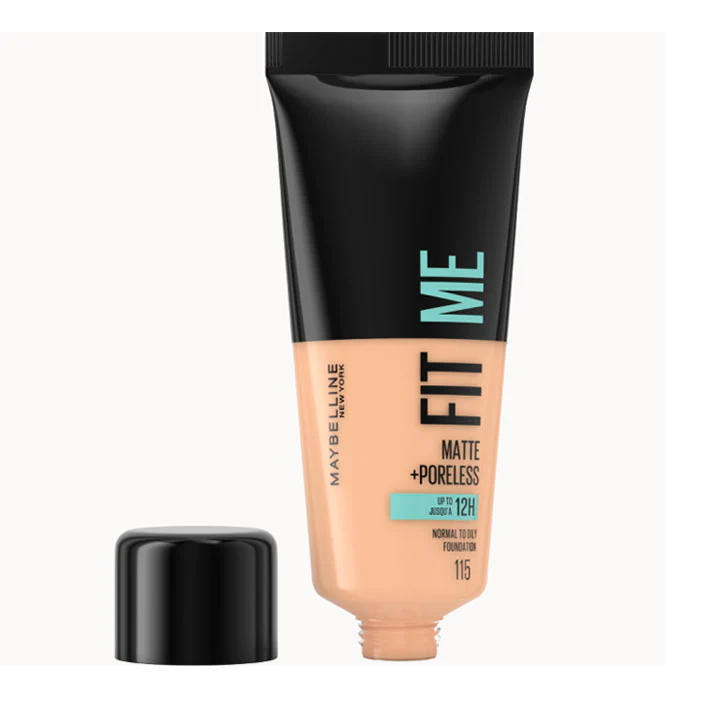 FIT ME
MAYBELLINE
NEW YORK
MATTE
+PORELESS
UP TO
JUSQU'A
12H
NORMAL TO OILY
FOUNDATION
115